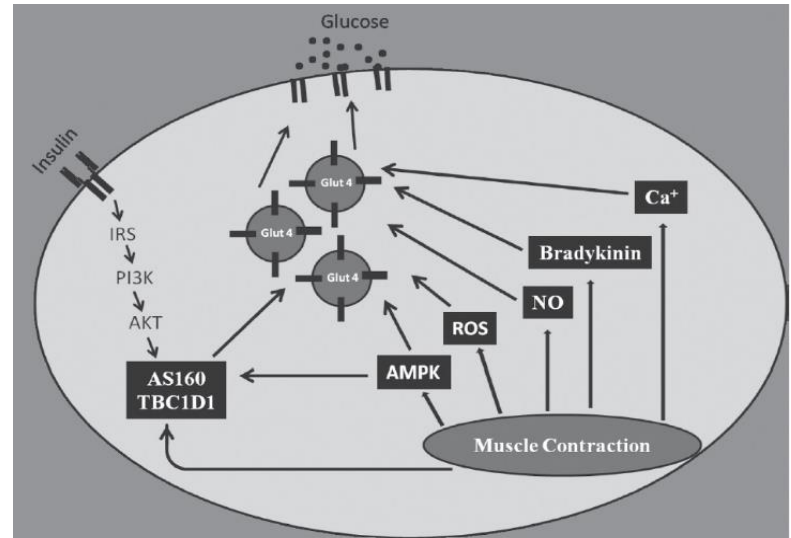 Glucose
Insulin
Glut 4
Glut 4
Glut 4
Ca⁺
Bradykinin
IRS
PI3K
NO
AKT
ROS
AMPK
AS160
TBC1D1
Muscle Contraction